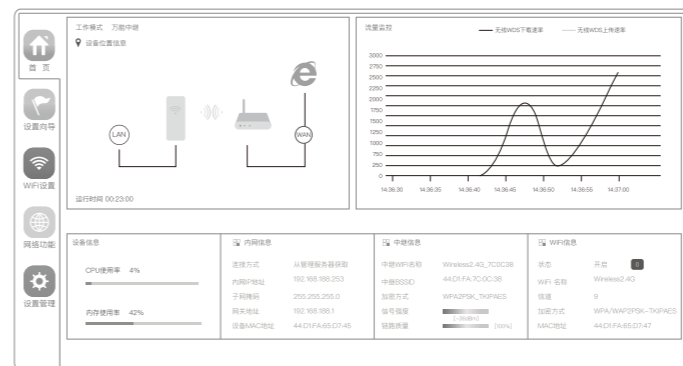 首 页
设置向导
WiFi设置
网络功能
设置管理
工作模式 万能中继
设备位置信息
LAN
WAN
运行时间 00:23:00
流量监控
无线WDS下载速率
无线WDS上传速率
3000
2750
2500
2250
2000
1750
1500
1250
1000
750
250
0
14:36:30 14:36:35 14:36:40 14:36:45 14:36:50 14:36:55 14:37:00
设备信息
CPU使用率 4%
内存使用率 42%
内网信息
连接方式 从管理服务器获取
内网IP地址 192.168.188.253
子网掩码 255.255.255.0
网关地址 192.168.188.1
设备MAC地址 44:D1:FA:65:D7:45
中继信息
中继WIFI名称 Wireless2.4G_7C0C38
中继BSSID 44:D1:FA:7C:0C:38
加密方式 WPA2PSK_TKIPAES
信号强度
链路质量 [100%]
WiFi信息
状态 开启
WIFI 名称 Wireless2.4G
信道 9
加密方式 WPA/WAP2PSK-TKIPAES
MAC地址 44:D1:FA:65:D7:47